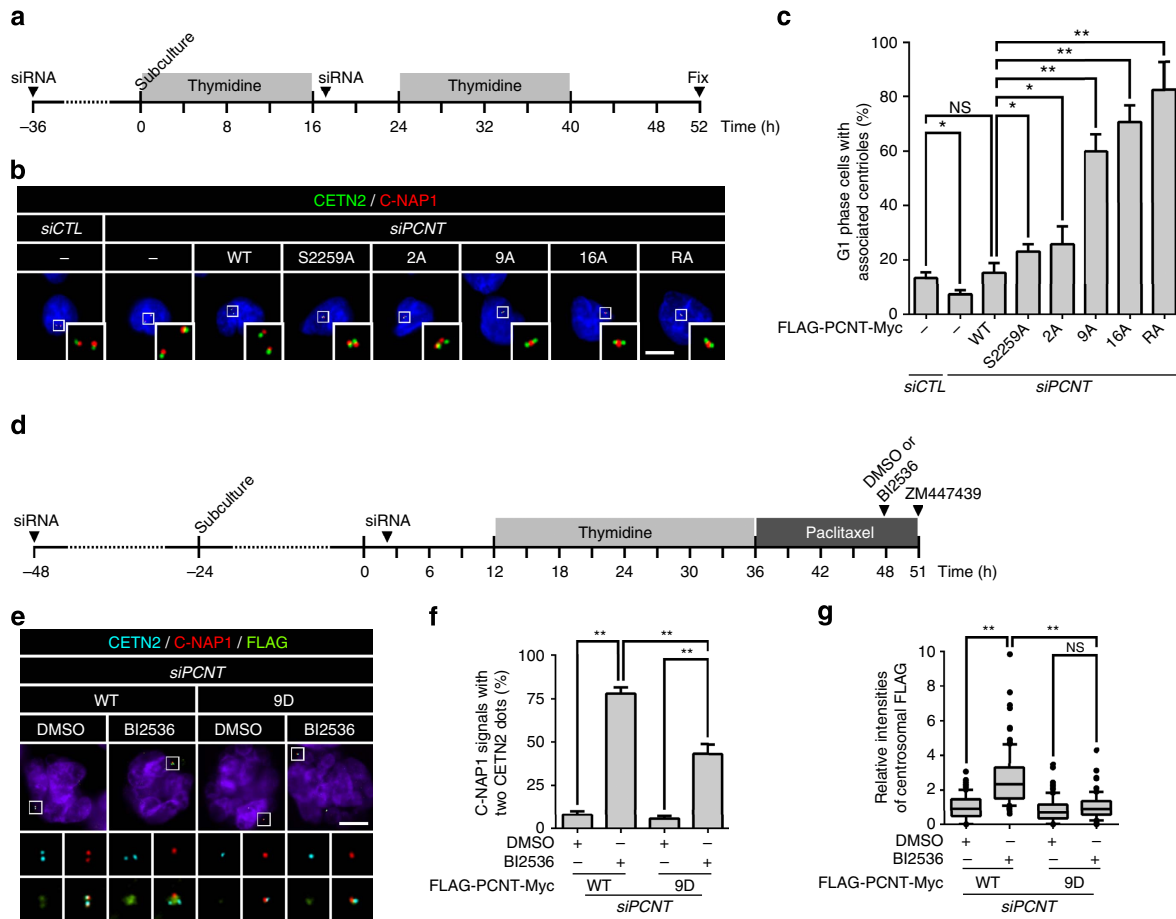 a
siRNA
Subculture
Thymidine
siRNA
Thymidine
Fix
–36
0
8
16
24
32
40
48
52
Time (h)
b
CETN2 / C-NAP1
siCTL
siPCNT
–
–
WT
S2259A
2A
9A
16A
RA
c
G1 phase cells with
associated centrioles (%)
100
80
60
40
20
0
NS
*
*
*
**
**
**
FLAG-PCNT-Myc
–
–
WT
S2259A
2A
9A
16A
RA
siCTL
siPCNT
d
siRNA
Subculture
siRNA
Thymidine
Paclitaxel
DMSO or
BI2536
ZM447439
–48
–24
0
6
12
18
24
30
36
42
48
51
Time (h)
e
CETN2 / C-NAP1 / FLAG
siPCNT
WT
9D
DMSO
BI2536
DMSO
BI2536
f
C-NAP1 signals with
two CETN2 dots (%)
100
75
50
25
0
**
**
**
DMSO
+
–
+
–
BI2536
–
+
–
+
FLAG-PCNT-Myc
WT
9D
siPCNT
g
Relative intensities
of centrosomal FLAG
10
8
6
4
2
0
**
**
NS
DMSO
+
–
+
–
BI2536
–
+
–
+
FLAG-PCNT-Myc
WT
9D
siPCNT